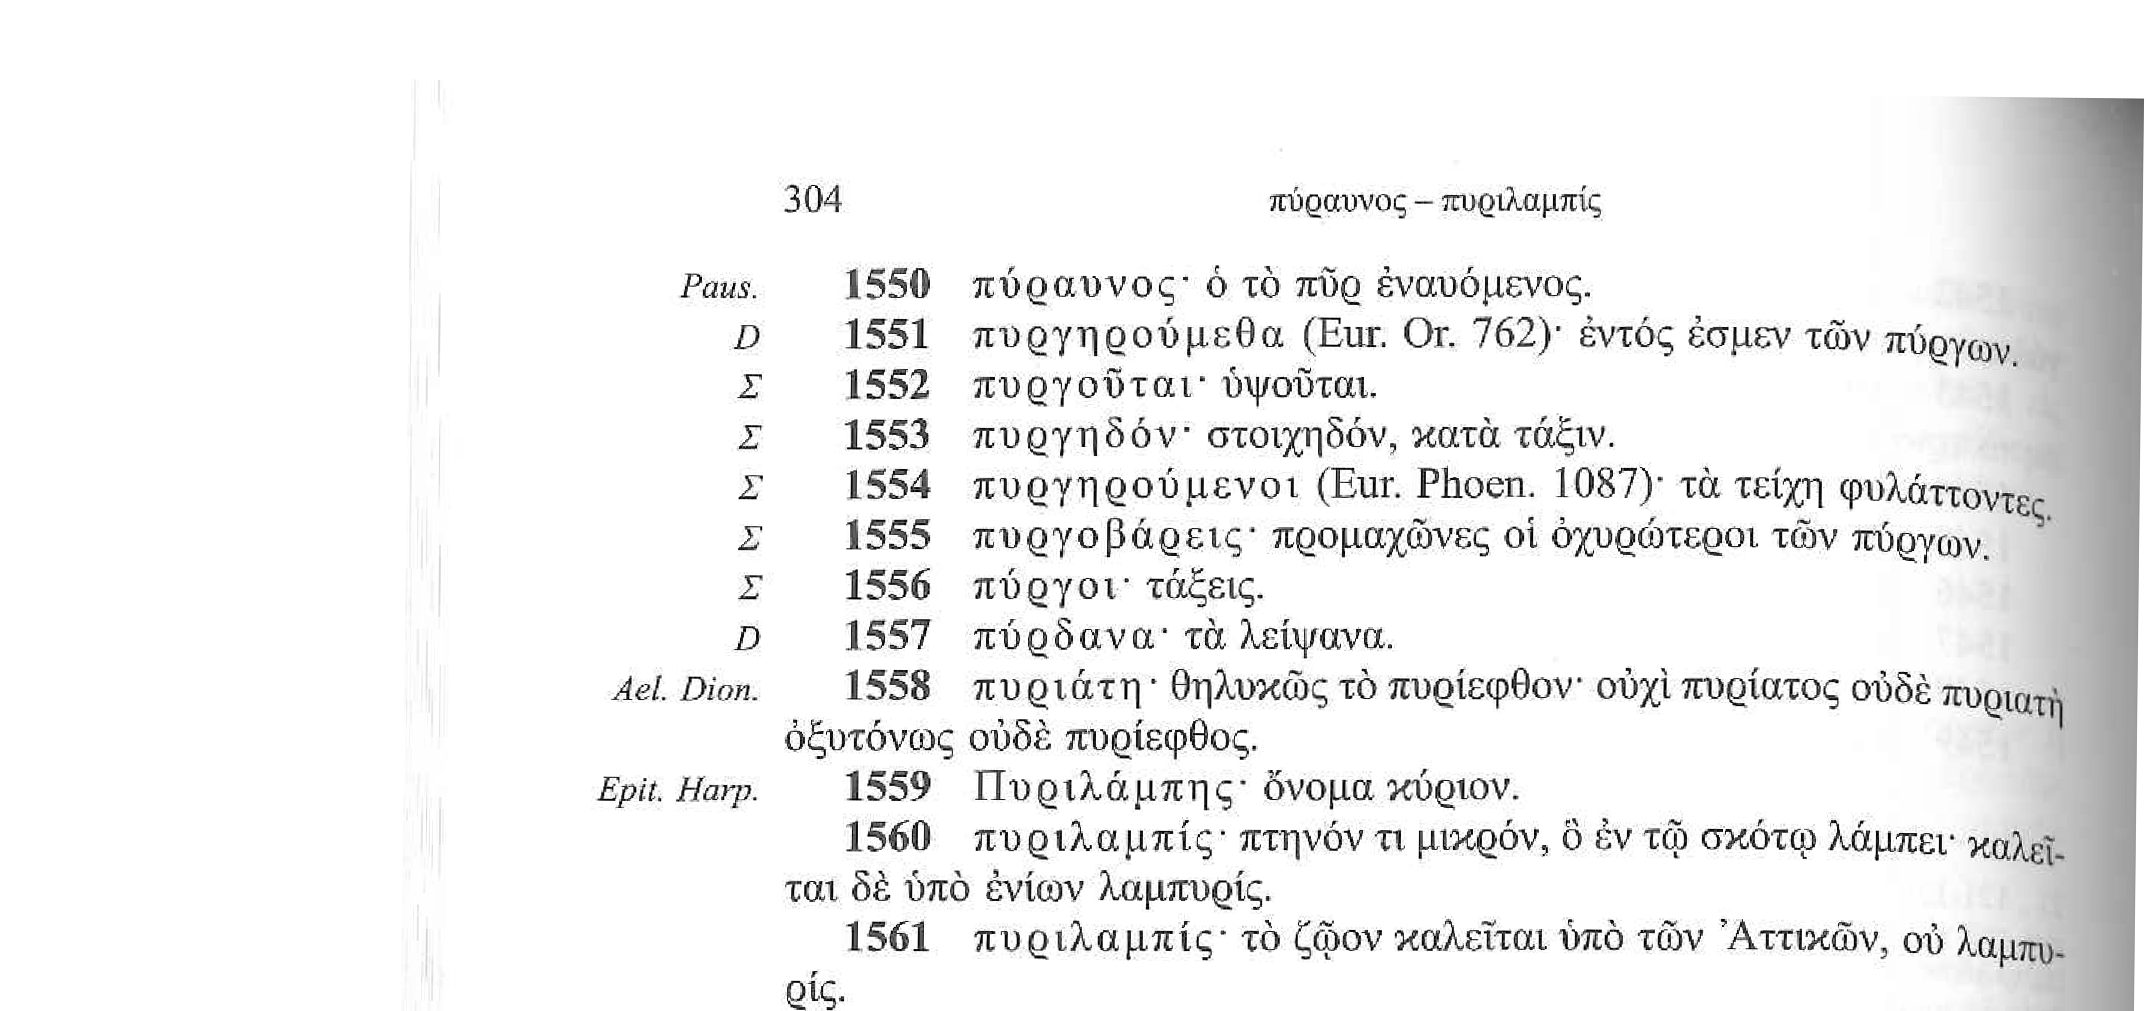 304 πύραυνος – πυριλαμπίς
Paus. 1550 πύραυνος· ὁ τὸ πῦρ ἐναυόμενος.
D 1551 πυργηρούμεθα (Eur. Or. 762)· ἐντός ἐσμεν τῶν πύργων.
Σ 1552 πυργοῦται· ὑψοῦται.
Σ 1553 πυργηδόν· στοιχηδόν, κατὰ τάξιν.
Σ 1554 πυργηρούμενοι (Eur. Phoen. 1087)· τὰ τείχη φυλάττοντες.
Σ 1555 πυργοβάρεις· προμαχῶνες οἱ ὀχυρώτεροι τῶν πύργων.
Σ 1556 πύργοι· τάξεις.
D 1557 πύρδανα· τὰ λείψανα.
Ael. Dion. 1558 πυριάτη· θηλυκῶς τὸ πυρίεφθον· οὐχὶ πυρίατος οὐδὲ πυριατὴ
ὀξυτόνως οὐδὲ πυρίεφθος.
Epit. Harp. 1559 Πυριλάμπης· ὄνομα κύριον.
1560 πυριλαμπίς· πτηνόν τι μικρόν, ὃ ἐν τῷ σκότῳ λάμπει· καλεῖ-
ται δὲ ὑπὸ ἐνίων λαμπυρίς.
1561 πυριλαμπίς· τὸ ζῷον καλεῖται ὑπὸ τῶν Ἀττικῶν, οὐ λαμπυ-
ρίς.